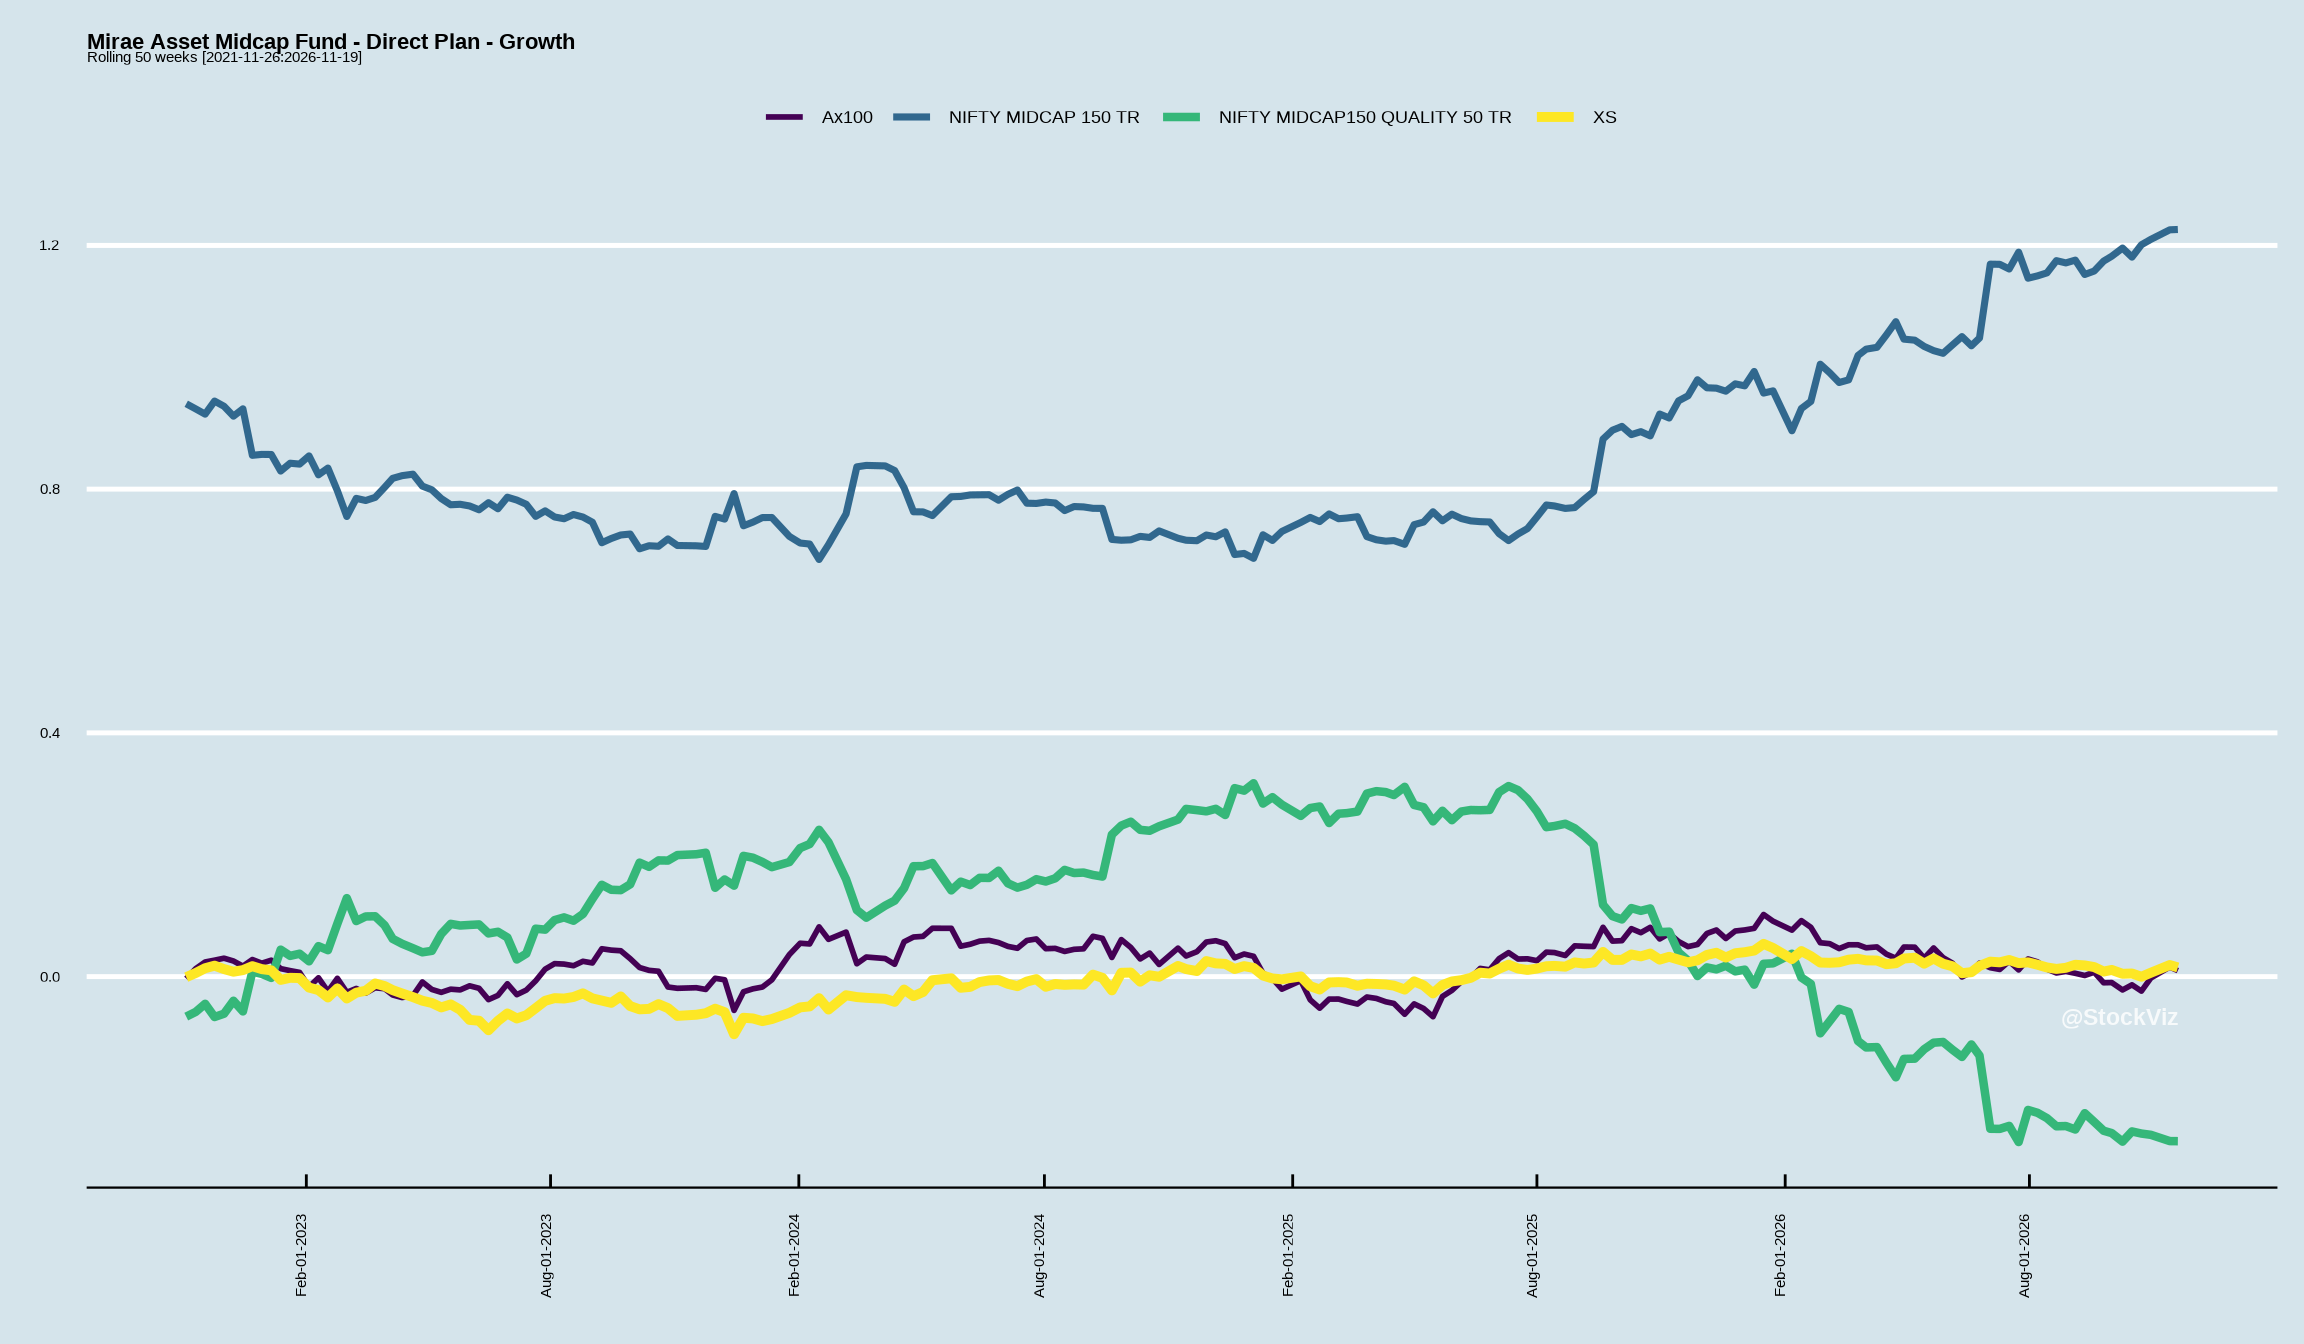 Mirae Asset Midcap Fund - Direct Plan - Growth
Rolling 50 weeks [2021-11-26:2026-11-19]
Ax100 NIFTY MIDCAP 150 TR NIFTY MIDCAP150 QUALITY 50 TR XS
1.2
0.8
0.4
0.0
@StockViz
Feb-01-2023 Aug-01-2023 Feb-01-2024 Aug-01-2024 Feb-01-2025 Aug-01-2025 Feb-01-2026 Aug-01-2026